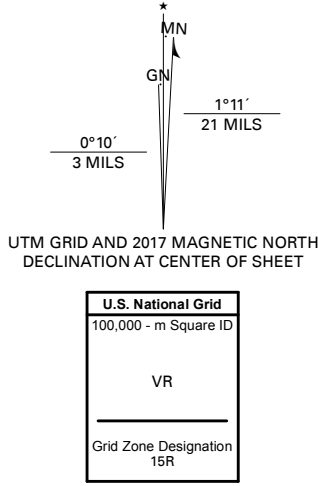 ★
MN
GN
1°11´
21 MILS
0°10´
3 MILS
UTM GRID AND 2017 MAGNETIC NORTH
DECLINATION AT CENTER OF SHEET
U.S. National Grid
100,000 - m Square ID
VR
Grid Zone Designation
15R